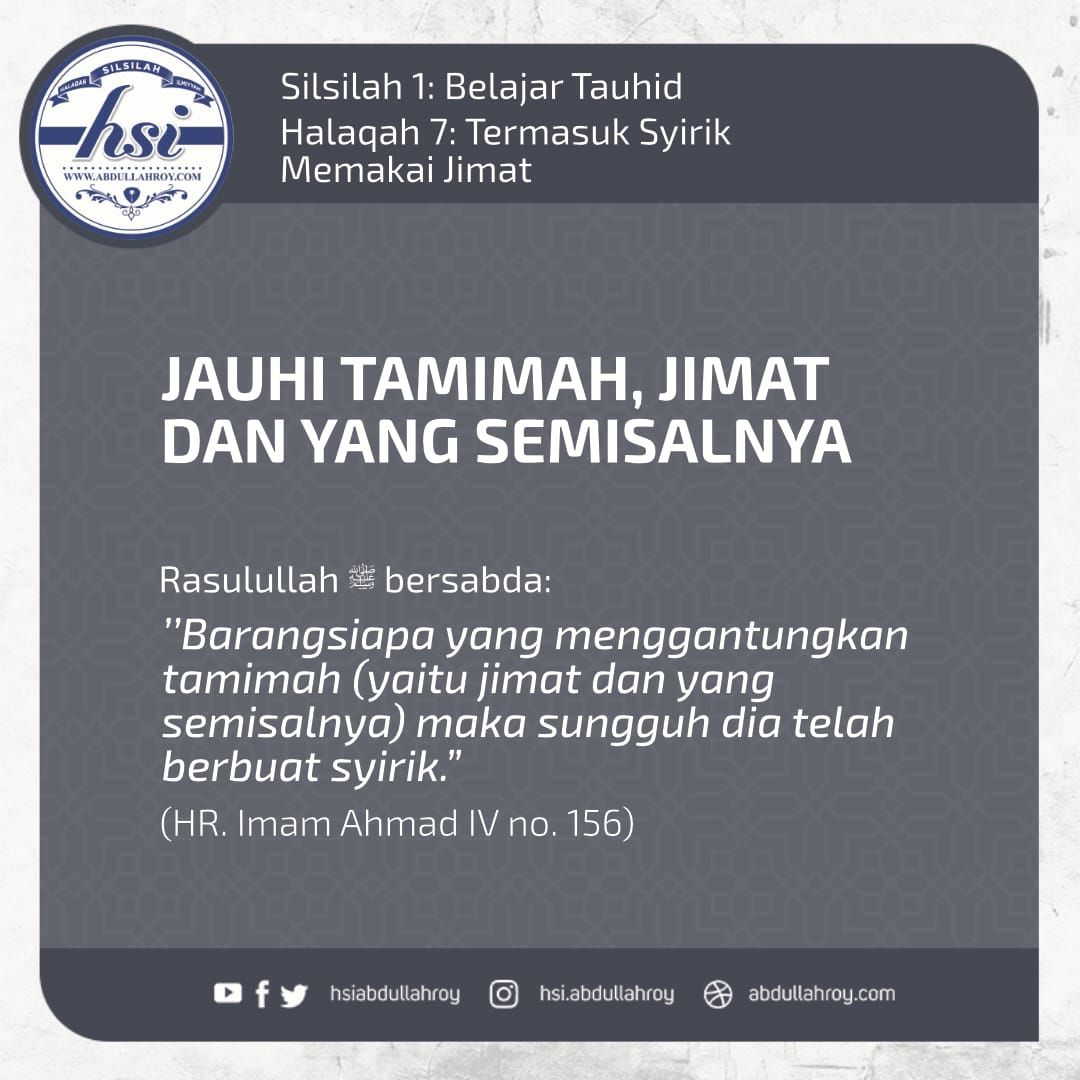 HALAQAH SILSILAH ILMIYYAH
hsi
WWW.ABDULLAHROY.COM
Silsilah 1: Belajar Tauhid
Halaqah 7: Termasuk Syirik
Memakai Jimat
JAUHI TAMIMAH, JIMAT
DAN YANG SEMISALNYA
Rasulullah ﷺ bersabda:
’’Barangsiapa yang menggantungkan
tamimah (yaitu jimat dan yang
semisalnya) maka sungguh dia telah
berbuat syirik.”
(HR. Imam Ahmad IV no. 156)
hsiabdullahroy hsi.abdullahroy abdullahroy.com